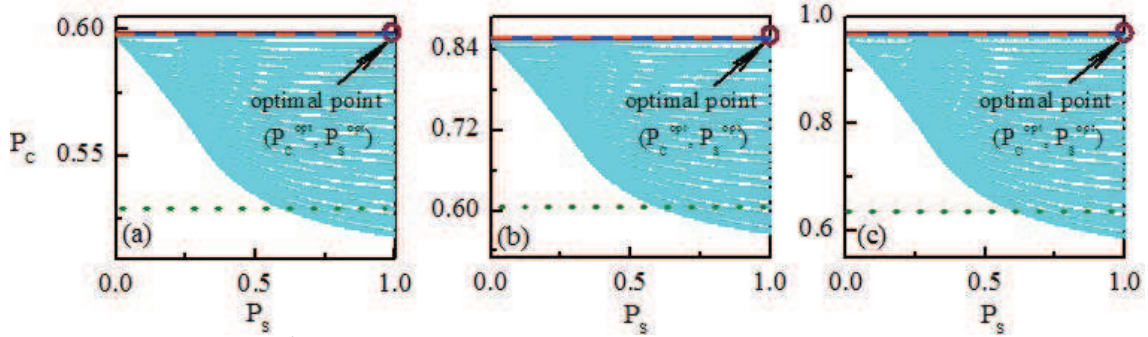 0.60
0.55
P_c
optimal point
(P_c^opt, P_s^opt)
(a)
0.0 0.5 1.0
P_s
0.84
0.72
0.60
optimal point
(P_c^opt, P_s^opt)
(b)
0.0 0.5 1.0
P_s
1.0
0.8
0.6
optimal point
(P_c^opt, P_s^opt)
(c)
0.0 0.5 1.0
P_s